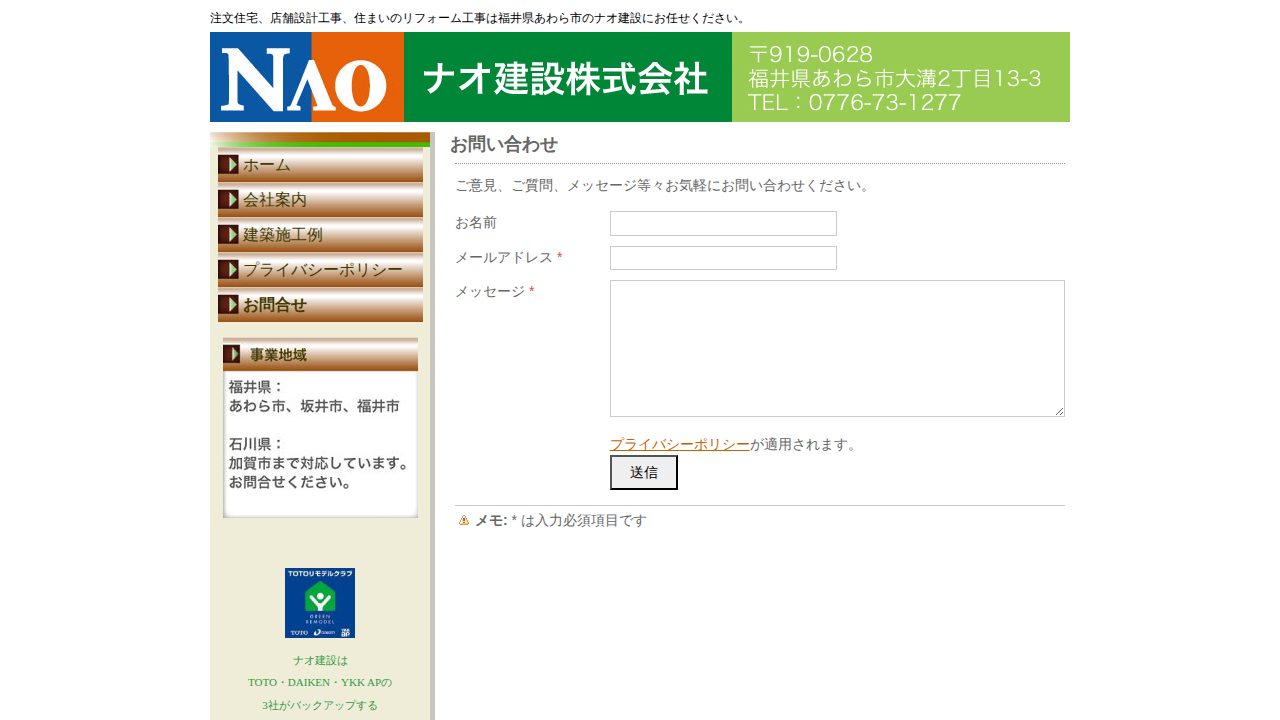 注文住宅、店舗設計工事、住まいのリフォーム工事は福井県あわら市のナオ建設にお任せください。
NAO
ナオ建設株式会社
〒919-0628
福井県あわら市大溝2丁目13-3
TEL：0776-73-1277
ホーム
会社案内
建築施工例
プライバシーポリシー
お問合せ
事業地域
福井県：
あわら市、坂井市、福井市
石川県：
加賀市まで対応しています。
お問合せください。
TOTOリモデルクラブ
GREEN
REMODEL
TOTO DAIKEN YKK AP
ナオ建設は
TOTO・DAIKEN・YKK APの
3社がバックアップする
お問い合わせ
ご意見、ご質問、メッセージ等々お気軽にお問い合わせください。
お名前
メールアドレス *
メッセージ *
プライバシーポリシーが適用されます。
送信
メモ: * は入力必須項目です